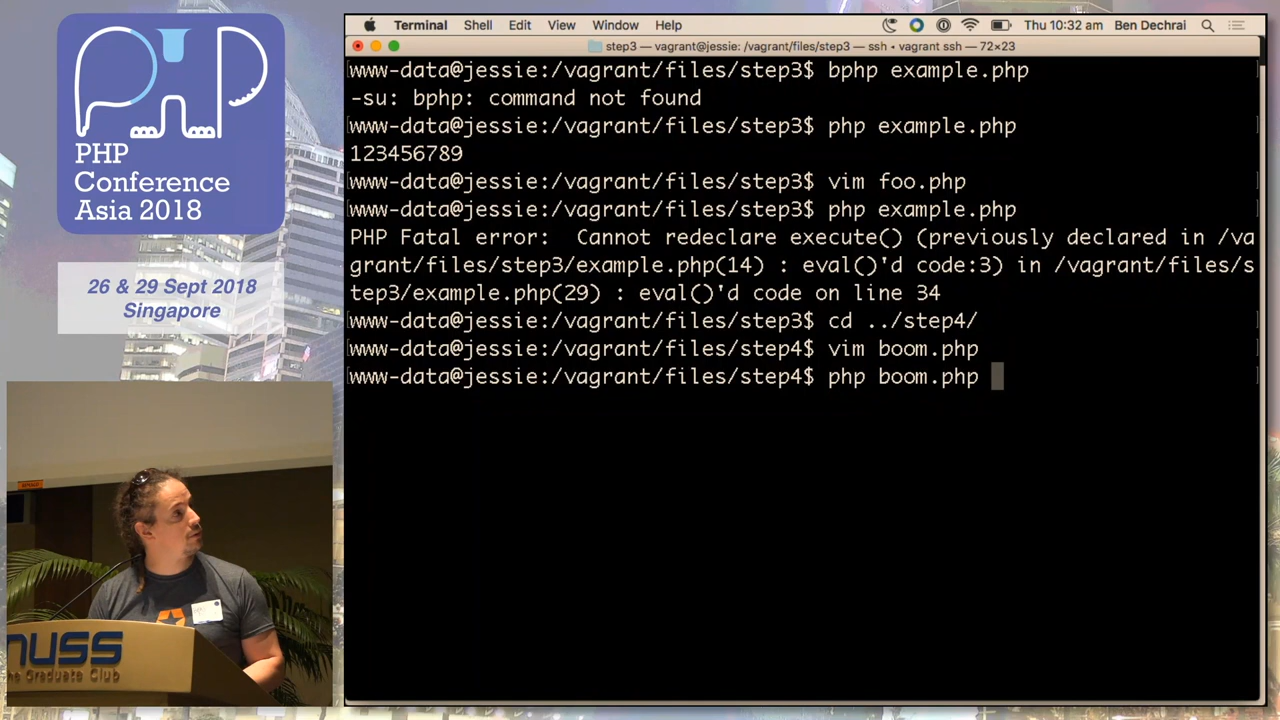 PHP
Conference
Asia 2018
26 & 29 Sept 2018
Singapore
nuss
he Graduate Club
Terminal Shell Edit View Window Help Thu 10:32 am Ben Dechrai
step3 — vagrant@jessie: /vagrant/files/step3 — ssh • vagrant ssh — 72×23
www-data@jessie:/vagrant/files/step3$ bphp example.php
-su: bphp: command not found
www-data@jessie:/vagrant/files/step3$ php example.php
123456789
www-data@jessie:/vagrant/files/step3$ vim foo.php
www-data@jessie:/vagrant/files/step3$ php example.php
PHP Fatal error:  Cannot redeclare execute() (previously declared in /va
grant/files/step3/example.php(14) : eval()'d code:3) in /vagrant/files/s
tep3/example.php(29) : eval()'d code on line 34
www-data@jessie:/vagrant/files/step3$ cd ../step4/
www-data@jessie:/vagrant/files/step4$ vim boom.php
www-data@jessie:/vagrant/files/step4$ php boom.php